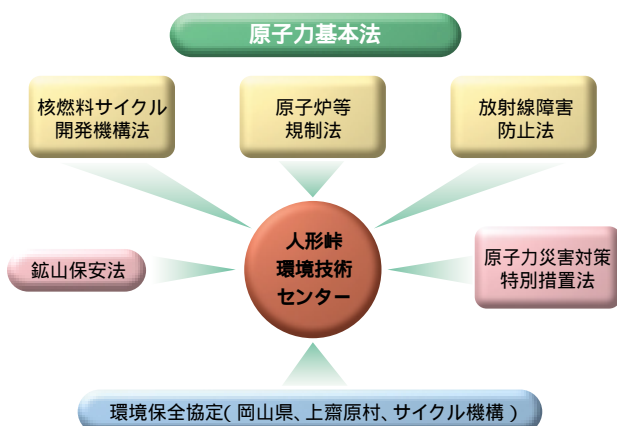 原子力基本法
核燃料サイクル
開発機構法
原子炉等
規制法
放射線障害
防止法
人形峠
環境技術
センター
鉱山保安法
原子力災害対策
特別措置法
環境保全協定( 岡山県、上齋原村、サイクル機構 )